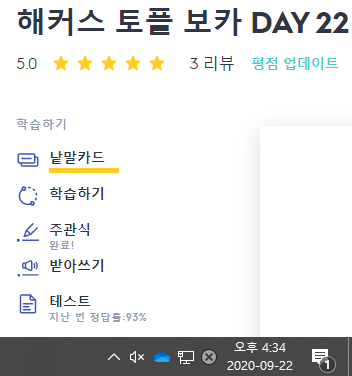 해커스 토플 보카 DAY 22
5.0 3 리뷰 평점 업데이트
학습하기
낱말카드
학습하기
주관식
완료!
받아쓰기
테스트
지난 번 정답률:93%
오후 4:34
2020-09-22
1